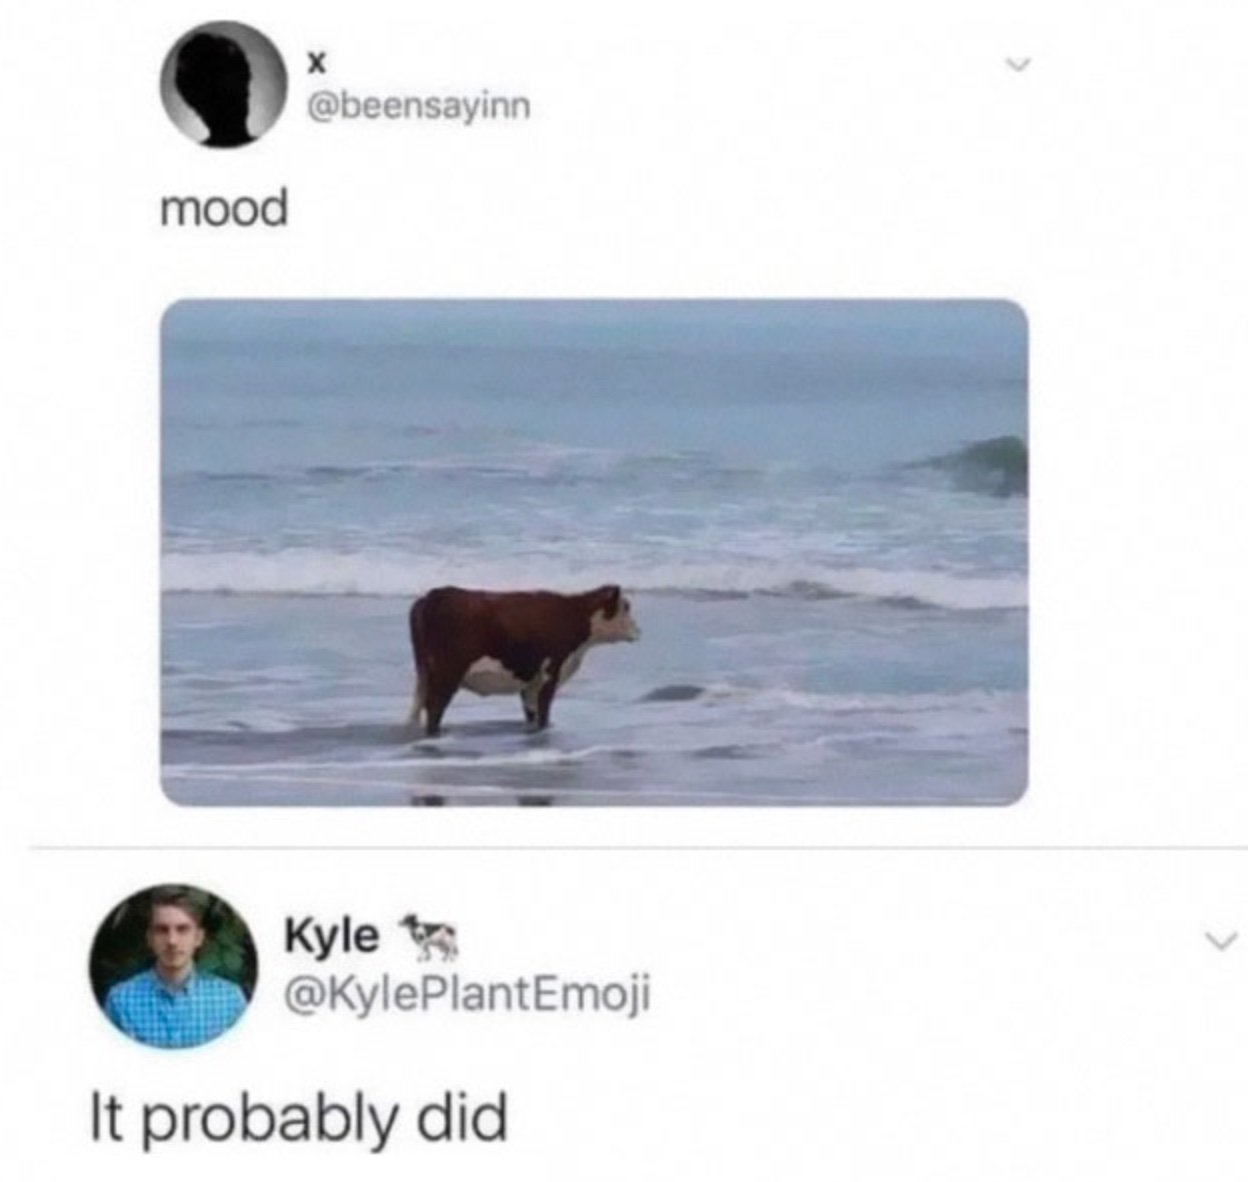 x
@beensayinn
mood
Kyle 🐄
@KylePlantEmoji
It probably did